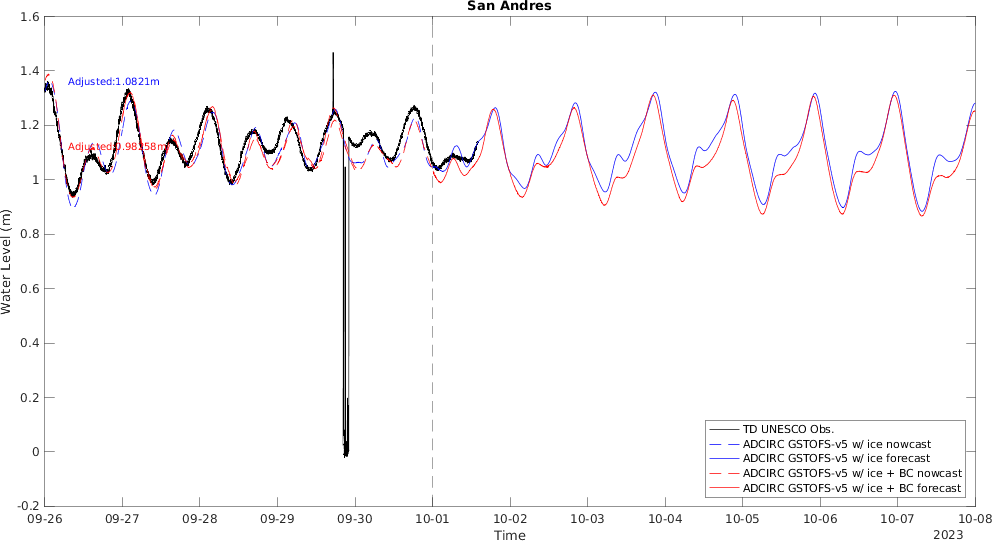 San Andres
1.6
1.4
1.2
1
0.8
0.6
0.4
0.2
0
-0.2
Water Level (m)
Adjusted:1.0821m
TD UNESCO Obs.
ADCIRC GSTOFS-v5 w/ ice nowcast
ADCIRC GSTOFS-v5 w/ ice forecast
ADCIRC GSTOFS-v5 w/ ice + BC nowcast
ADCIRC GSTOFS-v5 w/ ice + BC forecast
09-26 09-27 09-28 09-29 09-30 10-01 10-02 10-03 10-04 10-05 10-06 10-07 10-08
Time
2023